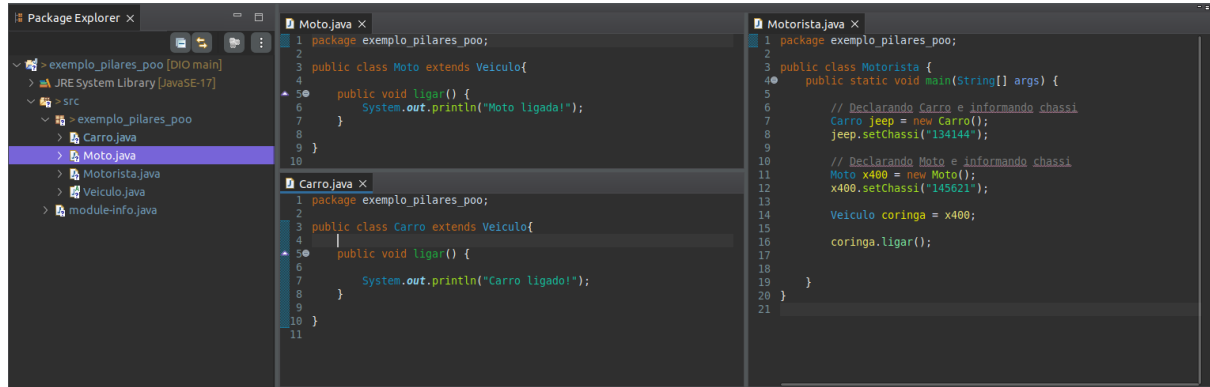 Package Explorer ×
> exemplo_pilares_poo [DIO main]
JRE System Library [JavaSE-17]
> src
> exemplo_pilares_poo
Carro.java
Moto.java
Motorista.java
Veiculo.java
module-info.java
Moto.java ×
1 package exemplo_pilares_poo;
2
3 public class Moto extends Veiculo{
4
5 public void ligar() {
6 System.out.println("Moto ligada!");
7 }
8
9 }
10
Carro.java ×
1 package exemplo_pilares_poo;
2
3 public class Carro extends Veiculo{
4
5 public void ligar() {
6
7 System.out.println("Carro ligado!");
8 }
9
10 }
11
Motorista.java ×
1 package exemplo_pilares_poo;
2
3 public class Motorista {
4 public static void main(String[] args) {
5
6 // Declarando Carro e informando chassi
7 Carro jeep = new Carro();
8 jeep.setChassi("134144");
9
10 // Declarando Moto e informando chassi
11 Moto x400 = new Moto();
12 x400.setChassi("145621");
13
14 Veiculo coringa = x400;
15
16 coringa.ligar();
17
18
19 }
20 }
21